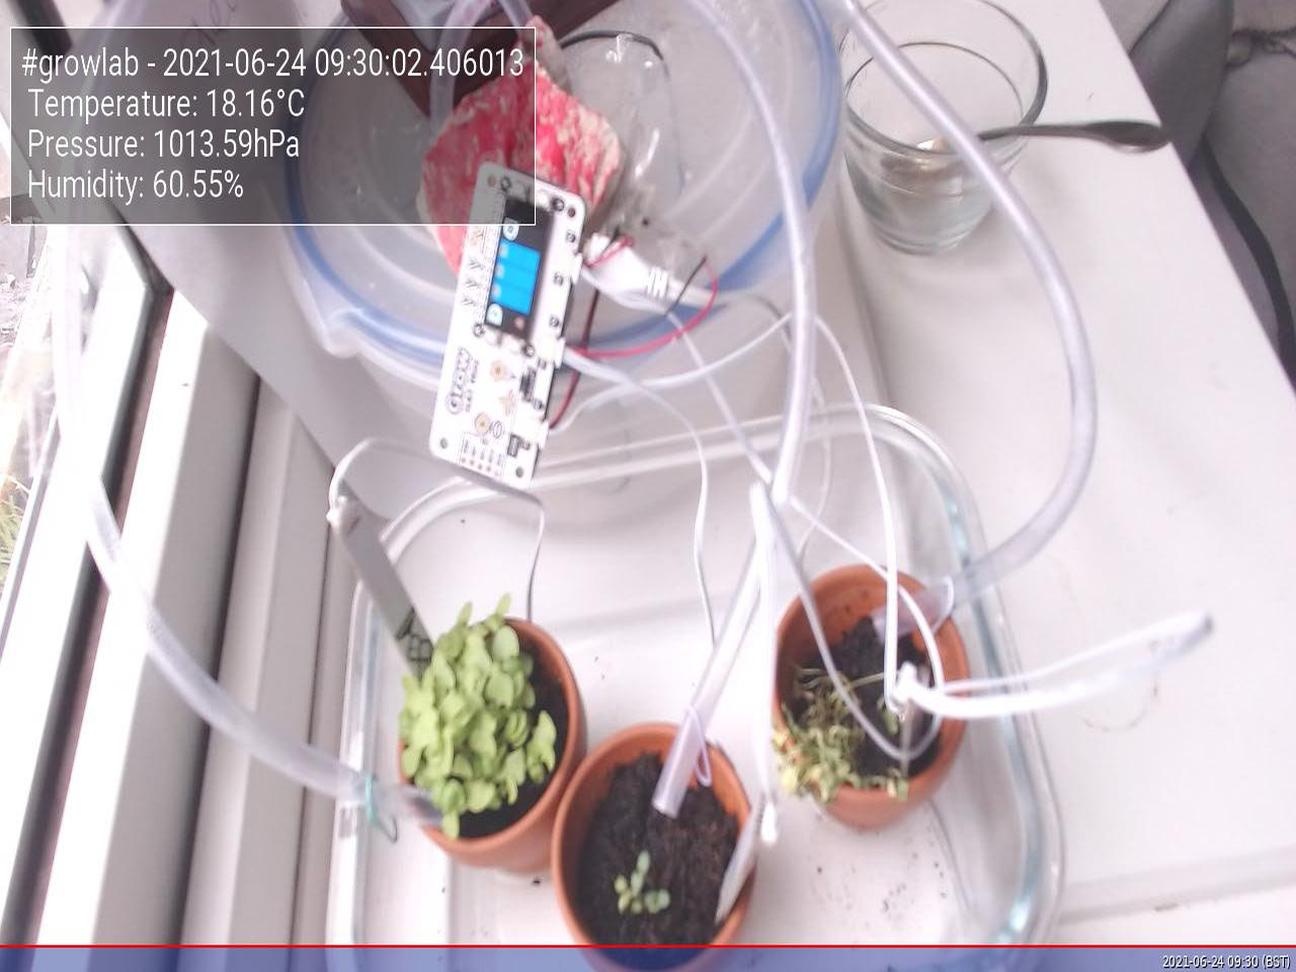 #growlab - 2021-06-24 09:30:02.406013
Temperature: 18.16°C
Pressure: 1013.59hPa
Humidity: 60.55%
GROW
2021-06-24 09:30 (BST)